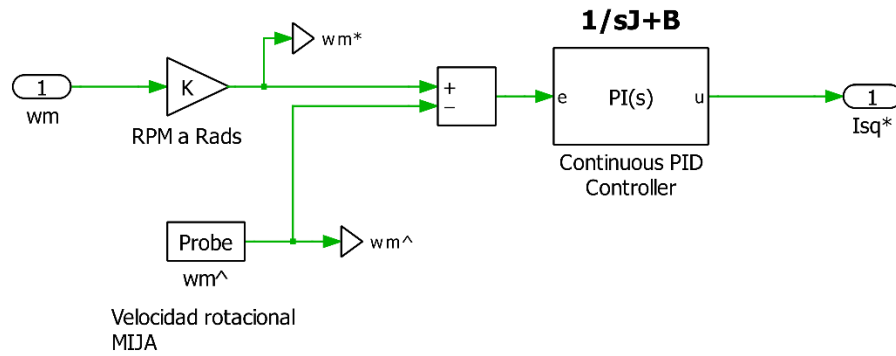 1/sJ+B
wm*
1
wm
K
RPM a Rads
+
−
e
PI(s)
u
Continuous PID
Controller
1
Isq*
Probe
wm^
wm^
Velocidad rotacional
MIJA